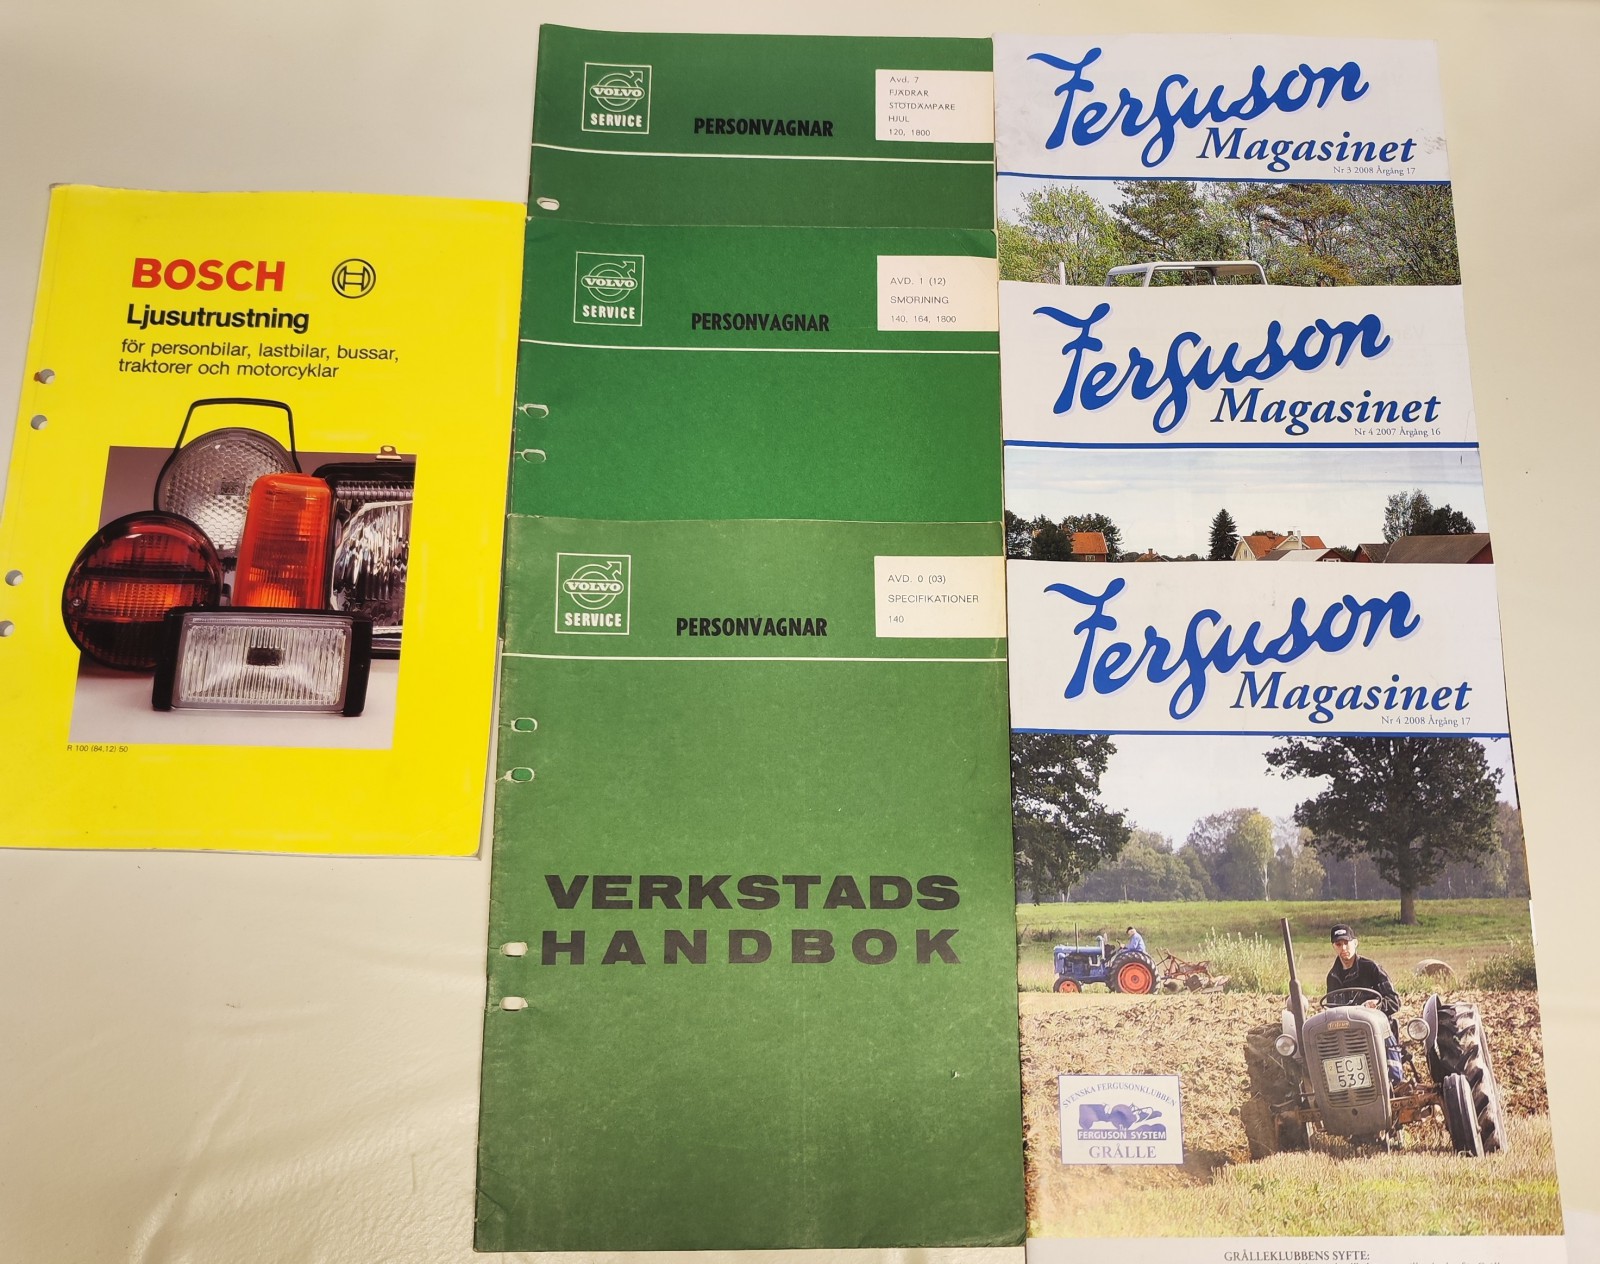 BOSCH
Ljusutrustning
för personbilar, lastbilar, bussar,
traktorer och motorcyklar
R 100 (84.12) 50
VOLVO
SERVICE
PERSONVAGNAR
Avd. 7
FJÄDRAR
STÖTDÄMPARE
HJUL
120, 1800
VOLVO
SERVICE
PERSONVAGNAR
AVD. 1 (12)
SMÖRJNING
140, 164, 1800
VOLVO
SERVICE
PERSONVAGNAR
AVD. 0 (03)
SPECIFIKATIONER
140
VERKSTADS
HANDBOK
Ferguson
Magasinet
Nr 3 2008 Årgång 17
Ferguson
Magasinet
Nr 4 2007 Årgång 16
Ferguson
Magasinet
Nr 4 2008 Årgång 17
ECJ
539
SVENSKA FERGUSONKLUBBEN
FERGUSON SYSTEM
GRÅLLE
GRÅLLEKLUBBENS SYFTE: